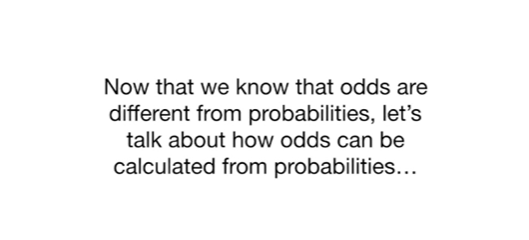 Now that we know that odds are
different from probabilities, let’s
talk about how odds can be
calculated from probabilities…